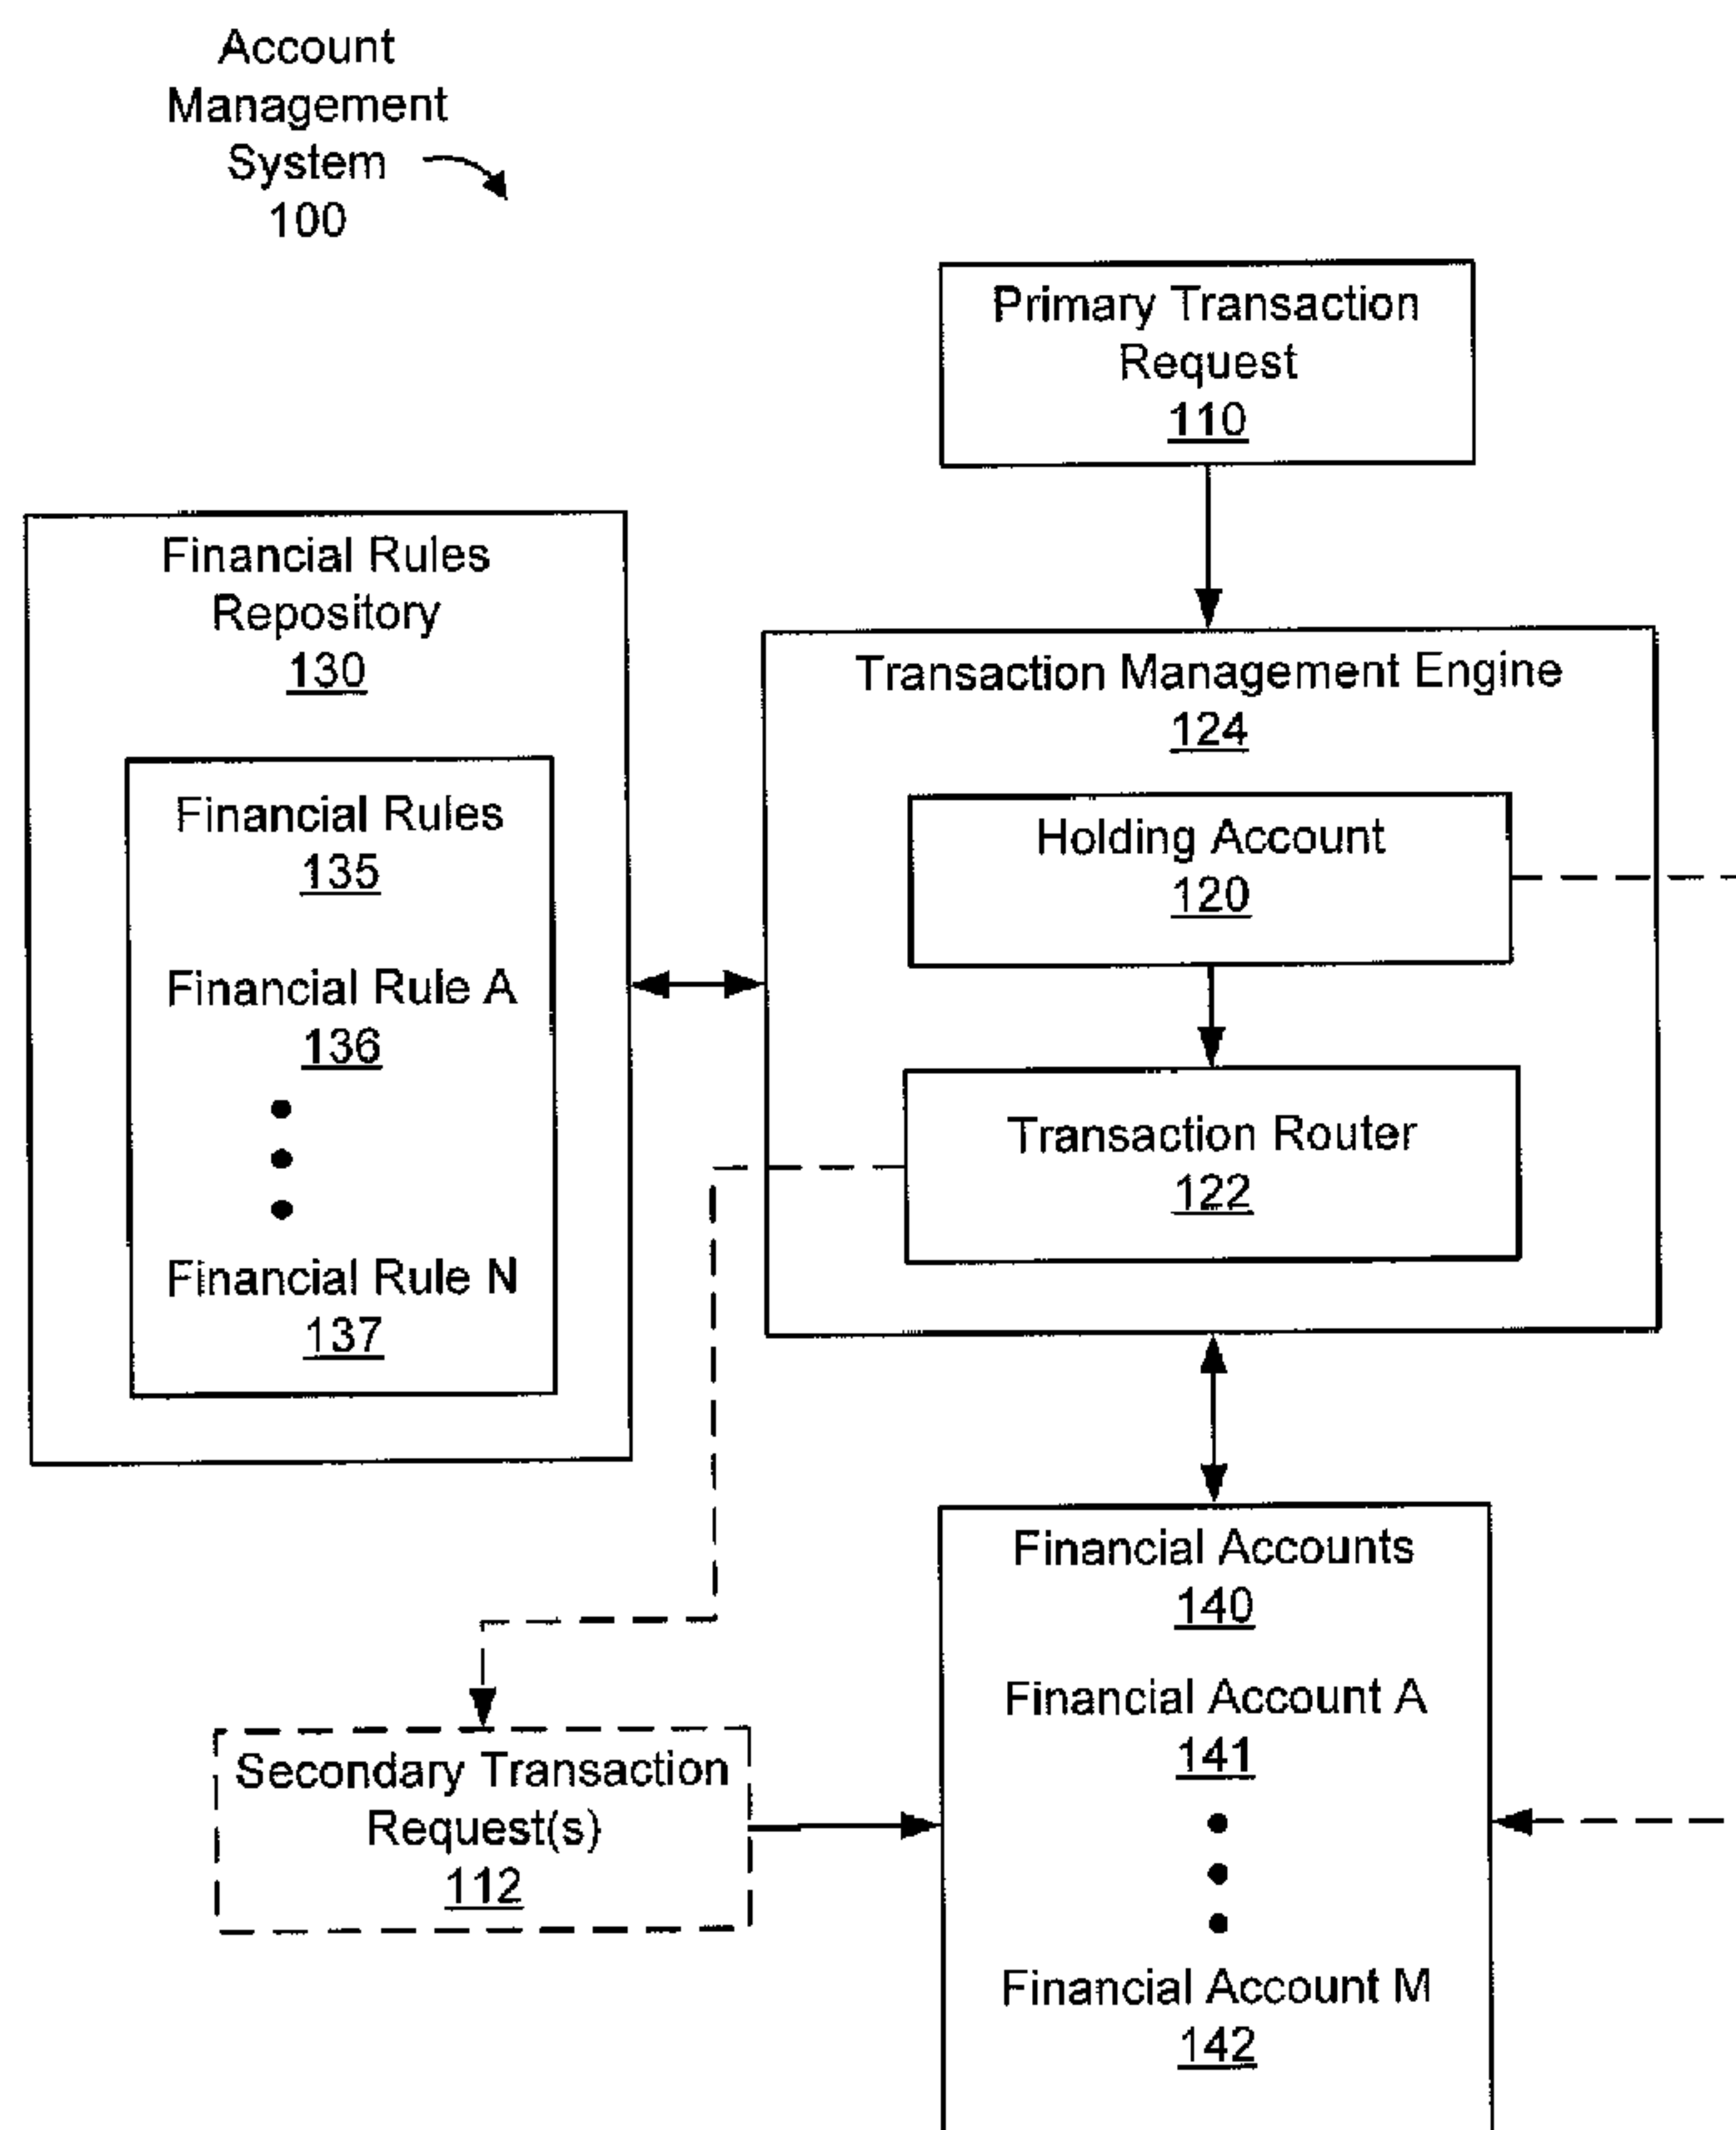 Account
Management
System
100
Primary Transaction
Request
110
Financial Rules
Repository
130
Financial Rules
135
Financial Rule A
136
Financial Rule N
137
Transaction Management Engine
124
Holding Account
120
Transaction Router
122
Secondary Transaction
Request(s)
112
Financial Accounts
140
Financial Account A
141
Financial Account M
142